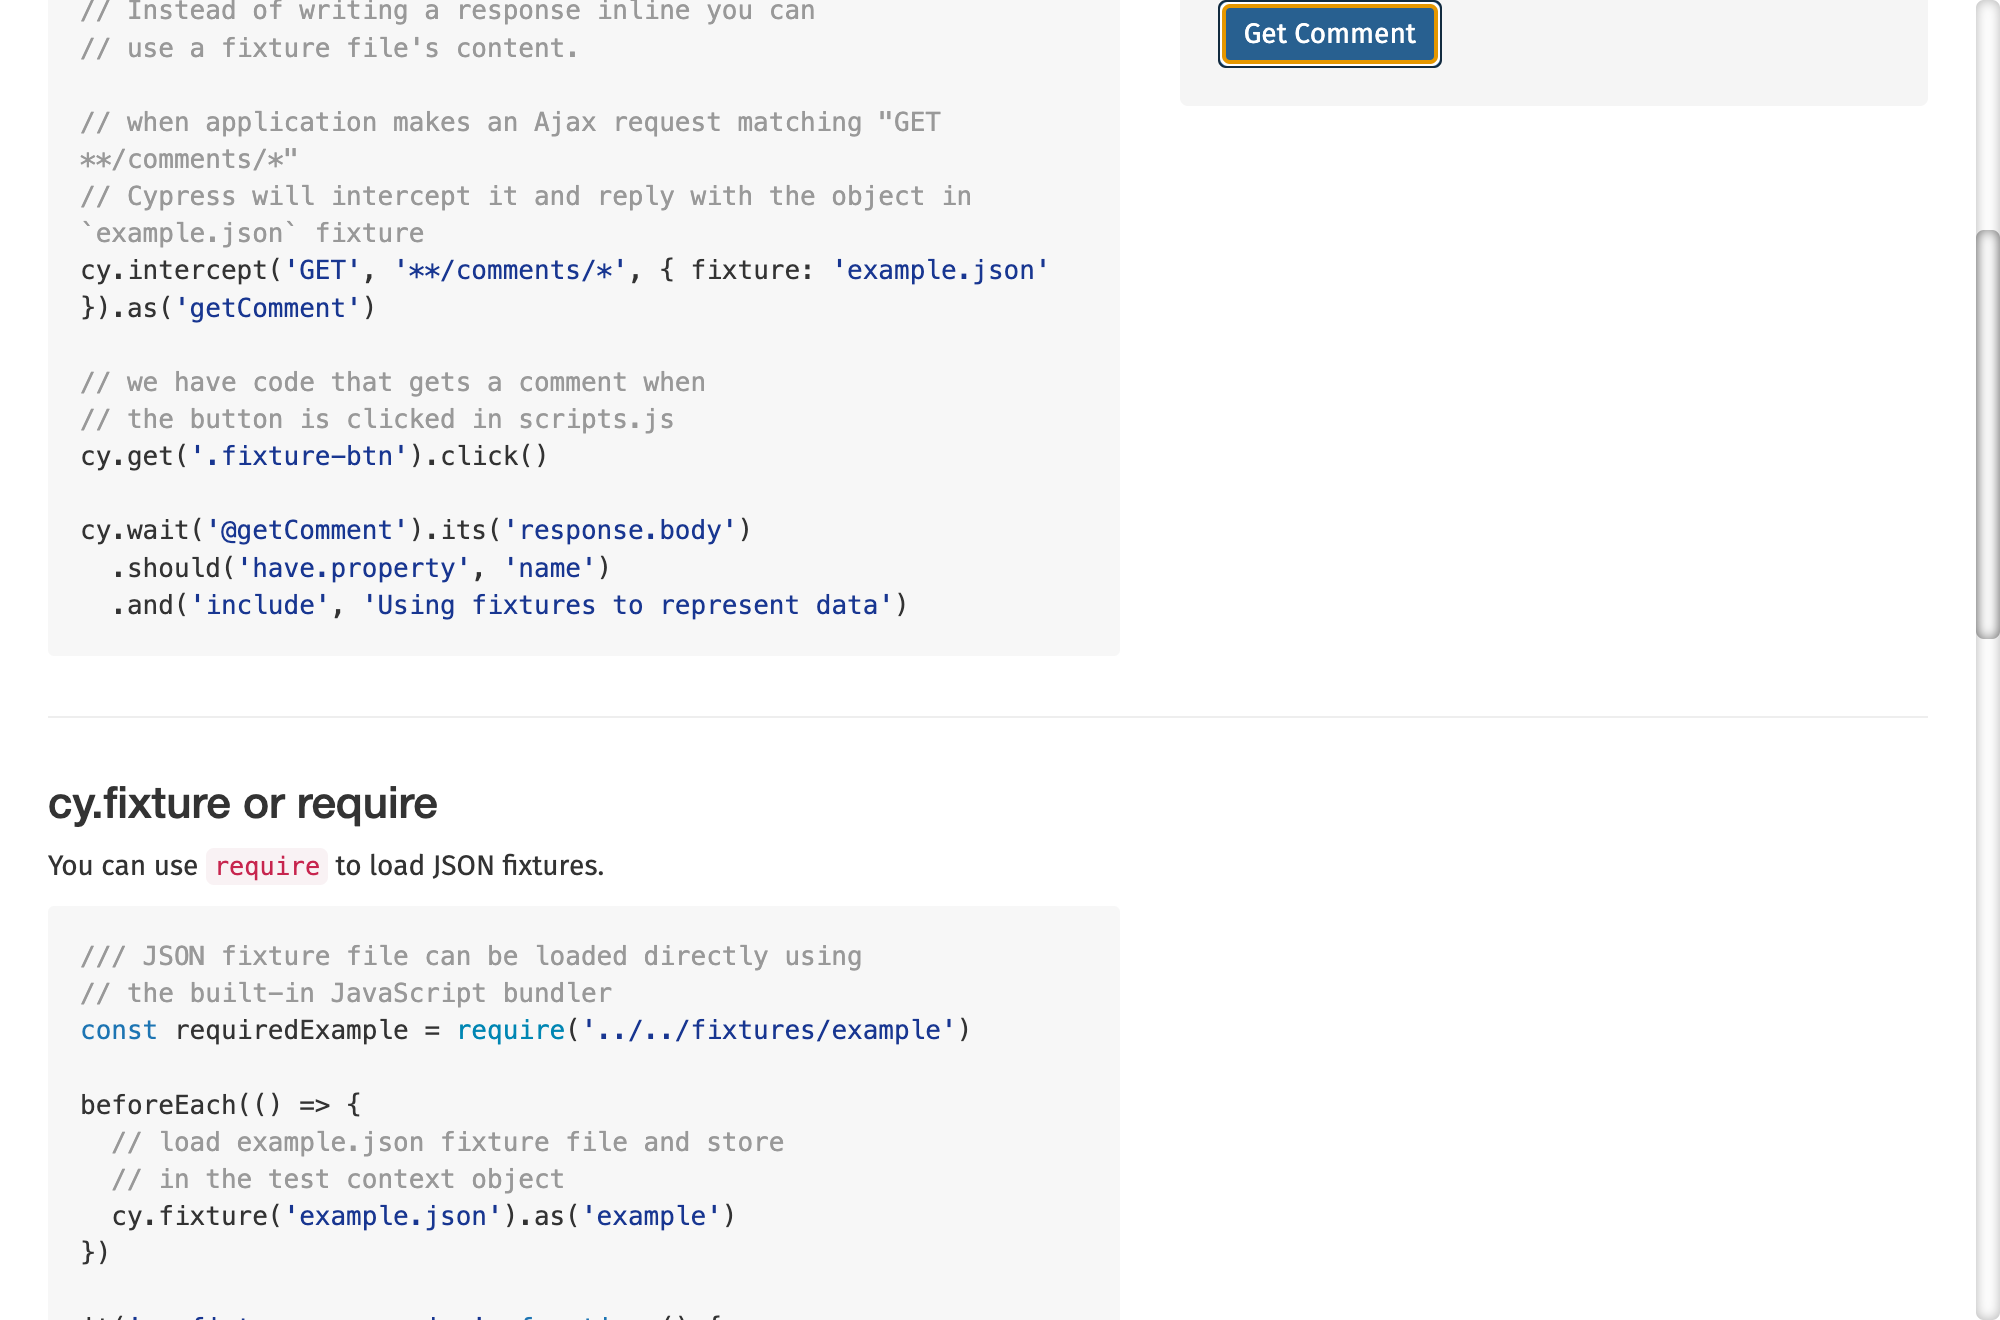 // Instead of writing a response inline you can
// use a fixture file's content.
// when application makes an Ajax request matching "GET
**/comments/*"
// Cypress will intercept it and reply with the object in
`example.json` fixture
cy.intercept('GET', '**/comments/*', { fixture: 'example.json'
}).as('getComment')
// we have code that gets a comment when
// the button is clicked in scripts.js
cy.get('.fixture-btn').click()
cy.wait('@getComment').its('response.body')
  .should('have.property', 'name')
  .and('include', 'Using fixtures to represent data')
Get Comment
cy.fixture or require
You can use require to load JSON fixtures.
/// JSON fixture file can be loaded directly using
// the built-in JavaScript bundler
const requiredExample = require('../../fixtures/example')
beforeEach(() => {
  // load example.json fixture file and store
  // in the test context object
  cy.fixture('example.json').as('example')
})